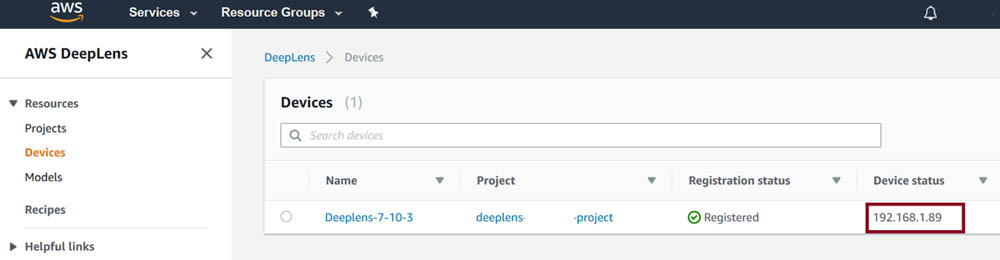 aws Services Resource Groups
AWS DeepLens
Resources
Projects
Devices
Models
Recipes
Helpful links
DeepLens Devices
Devices (1)
Search devices
Name Project Registration status Device status
Deeplens-7-10-3 deeplens- -project Registered 192.168.1.89